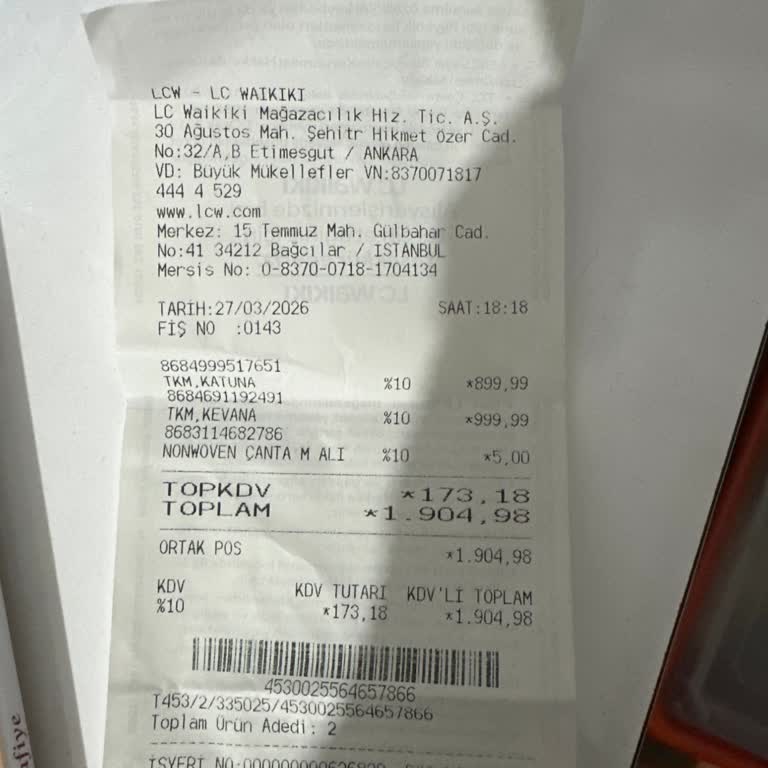 LCW - LC WAIKIKI
LC Waikiki Mağazacılık Hiz. Tic. A.Ş.
30 Ağustos Mah. Şehitr Hikmet Özer Cad.
No:32/A,B Etimesgut / ANKARA
VD: Büyük Mükellefler VN:8370071817
444 4 529
www.lcw.com
Merkez: 15 Temmuz Mah. Gülbahar Cad.
No:41 34212 Bağcılar / İSTANBUL
Mersis No: 0-8370-0718-1704134
TARİH:27/03/2026 SAAT:18:18
FİŞ NO :0143
8684999517651
TKM,KATUNA %10 *899,99
8684691192491
TKM,KEVANA %10 *999,99
8683114682786
NONWOVEN ÇANTA M ALI %10 *5,00
TOPKDV *173,18
TOPLAM *1.904,98
ORTAK POS *1.904,98
KDV KDV TUTARI KDV'Lİ TOPLAM
%10 *173,18 *1.904,98
4530025564657866
T453/2/335025/4530025564657866
Toplam Ürün Adedi: 2